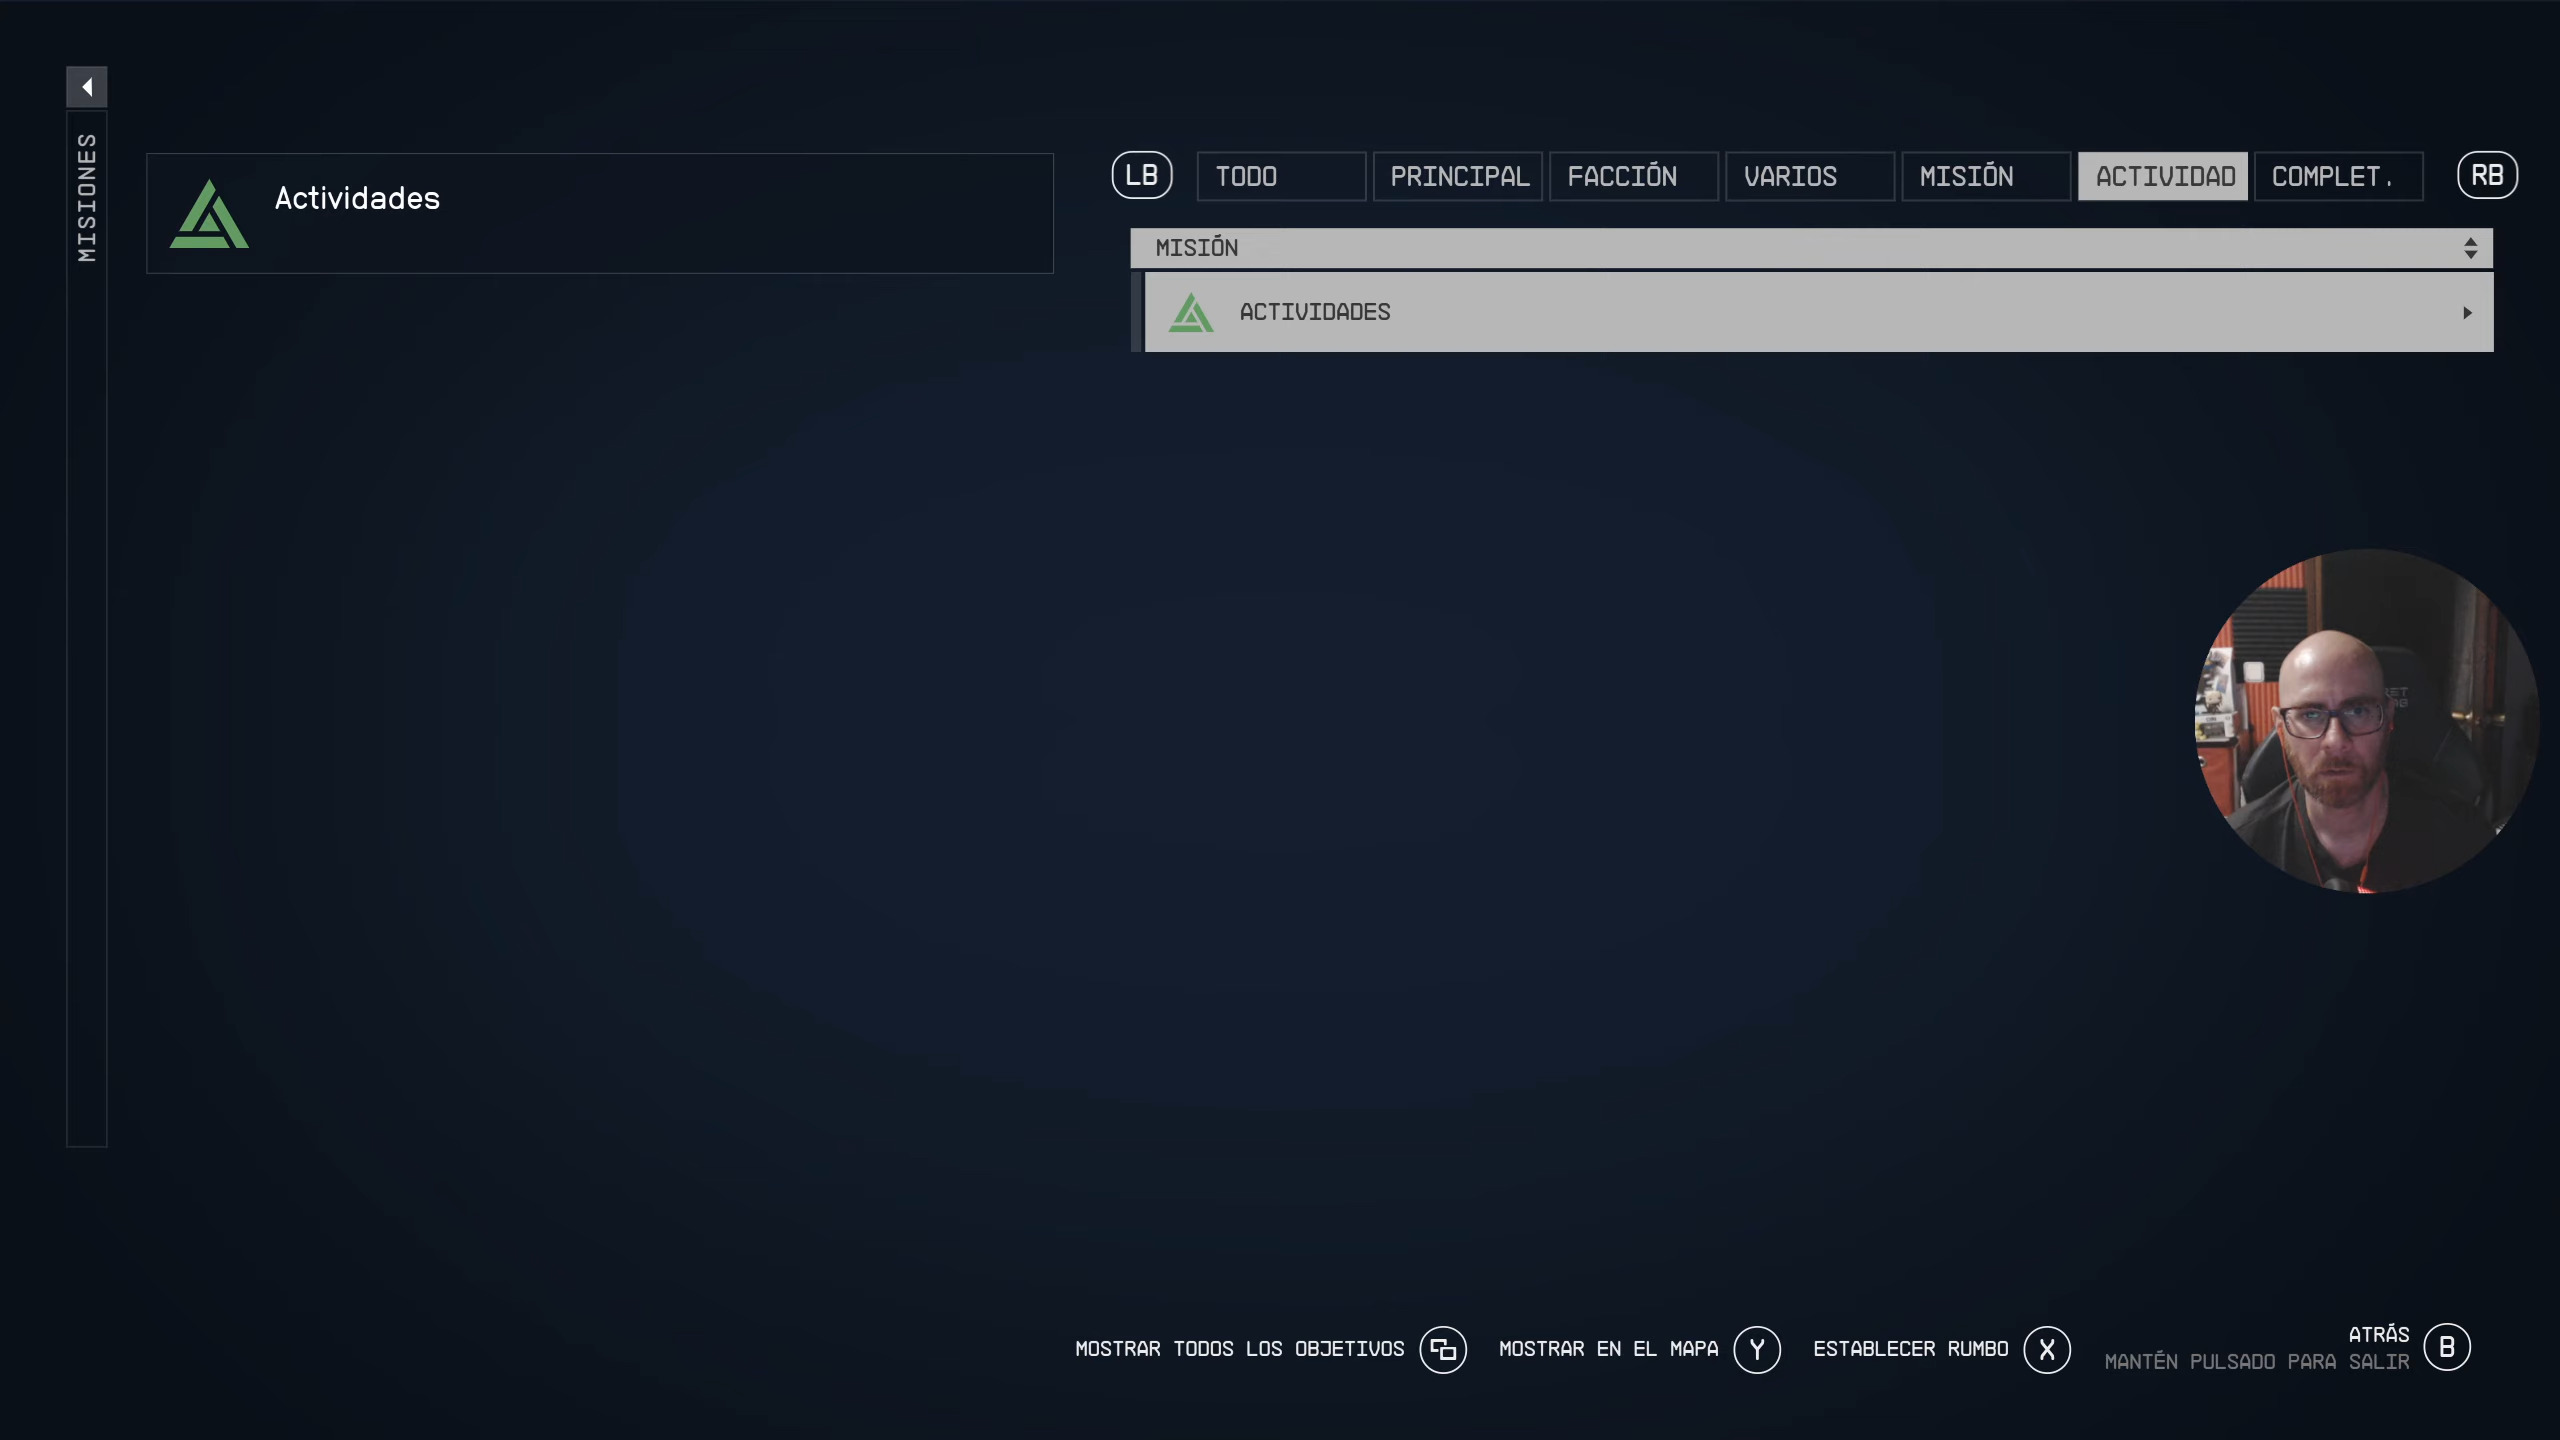 MISIONES
Actividades
LB
TODO
PRINCIPAL
FACCIÓN
VARIOS
MISIÓN
ACTIVIDAD
COMPLET.
RB
MISIÓN
ACTIVIDADES
MOSTRAR TODOS LOS OBJETIVOS
MOSTRAR EN EL MAPA Y
ESTABLECER RUMBO X
ATRÁS B
MANTÉN PULSADO PARA SALIR